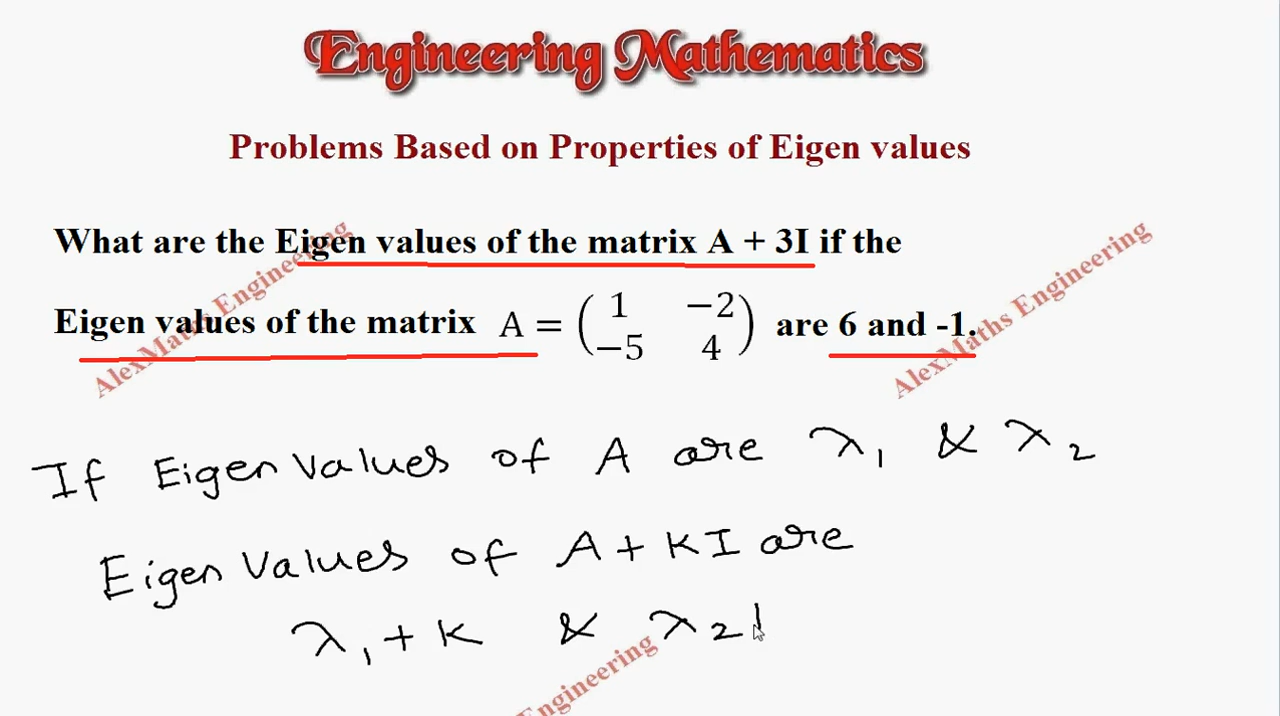 Engineering Mathematics
Problems Based on Properties of Eigen values
What are the Eigen values of the matrix A + 3I if the
Eigen values of the matrix A = ( 1 −2 −5 4 ) are 6 and -1.
AlexMaths Engineering
AlexMaths Engineering
If Eigen Values of A are λ₁ & λ₂
Eigen Values of A + KI are
λ₁ + K & λ₂
Engineering